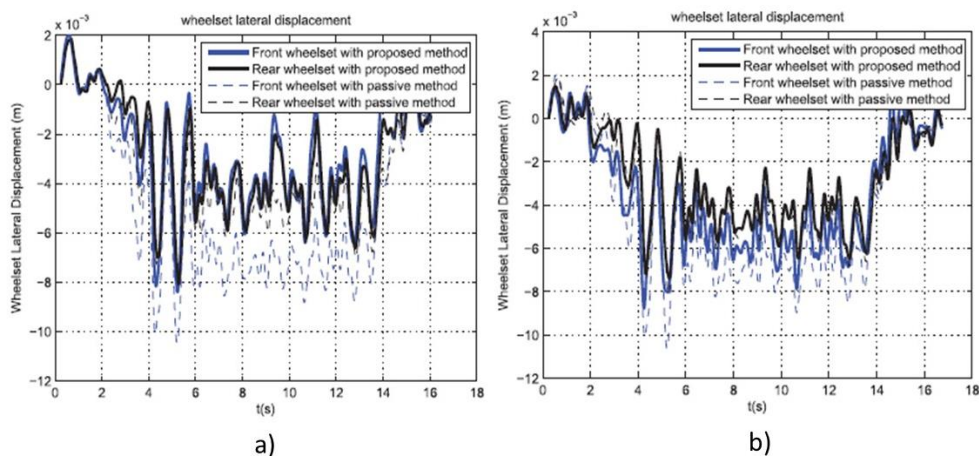 wheelset lateral displacement
x 10⁻³
2
0
−2
−4
−6
−8
−10
−12
Wheelset Lateral Displacement (m)
Front wheelset with proposed method
Rear wheelset with proposed method
Front wheelset with passive method
Rear wheelset with passive method
0 2 4 6 8 10 12 14 16 18
t(s)
a)
wheelset lateral displacement
x 10⁻³
4
2
0
−2
−4
−6
−8
−10
−12
Wheelset Lateral Displacement (m)
Front wheelset with proposed method
Rear wheelset with proposed method
Front wheelset with passive method
Rear wheelset with passive method
0 2 4 6 8 10 12 14 16 18
t(s)
b)